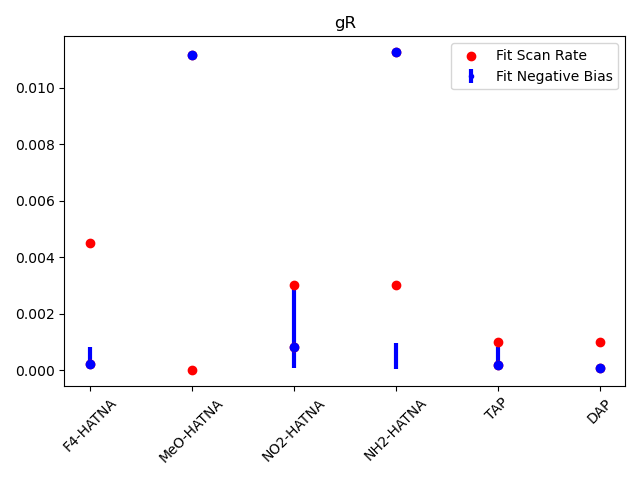 gR
Fit Scan Rate
Fit Negative Bias
0.010
0.008
0.006
0.004
0.002
0.000
F4-HATNA
MeO-HATNA
NO2-HATNA
NH2-HATNA
TAP
DAP